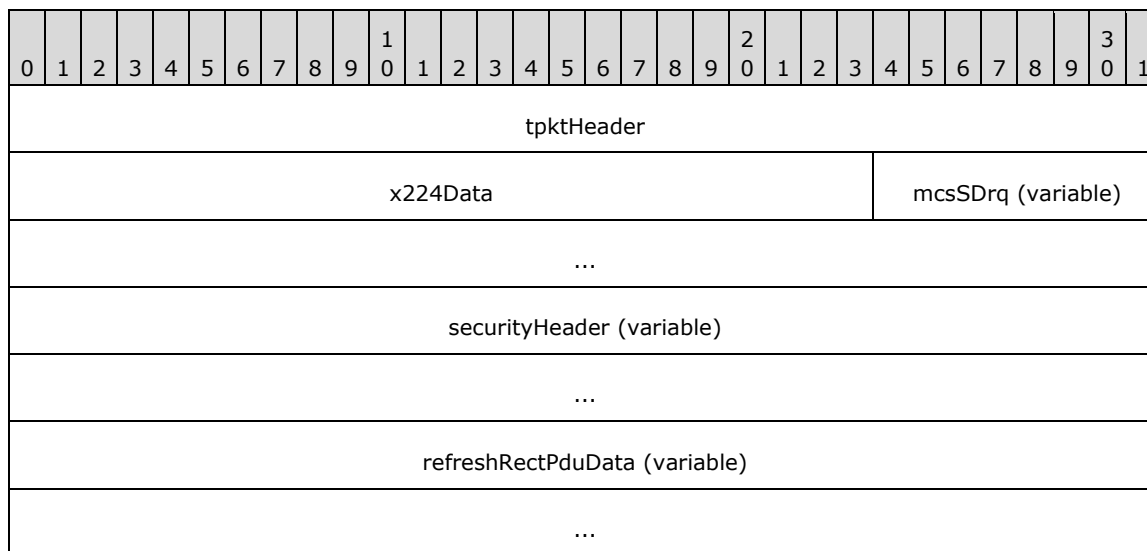 1 2 3
0 1 2 3 4 5 6 7 8 9 0 1 2 3 4 5 6 7 8 9 0 1 2 3 4 5 6 7 8 9 0 1
tpktHeader
x224Data mcsSDrq (variable)
...
securityHeader (variable)
...
refreshRectPduData (variable)
...